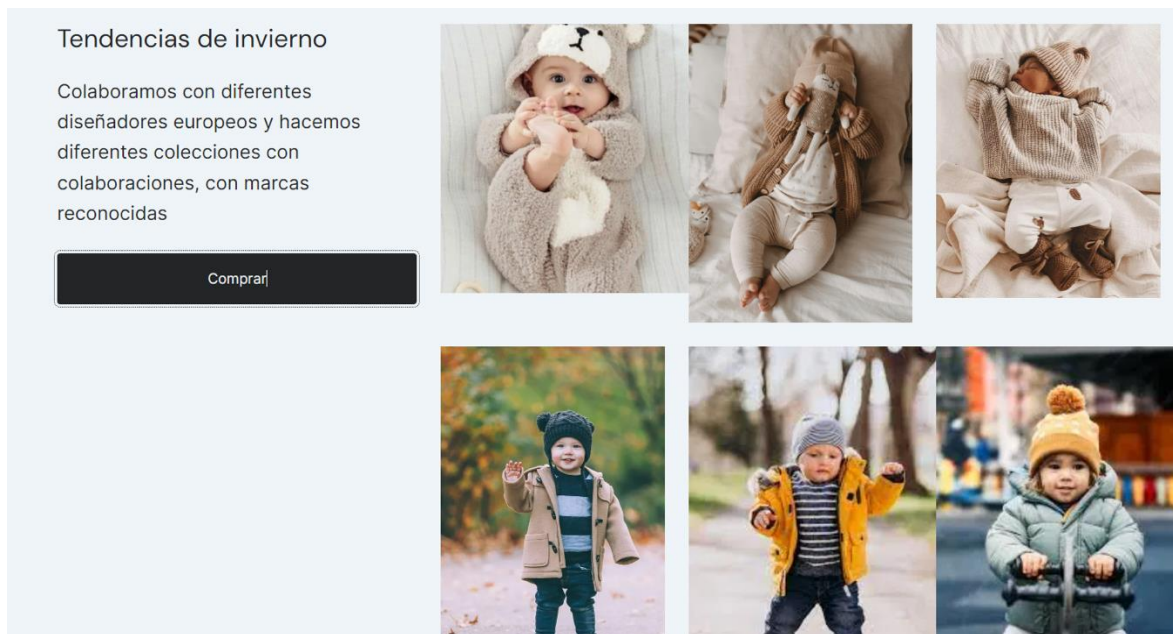 Tendencias de invierno
Colaboramos con diferentes
diseñadores europeos y hacemos
diferentes colecciones con
colaboraciones, con marcas
reconocidas
Comprar